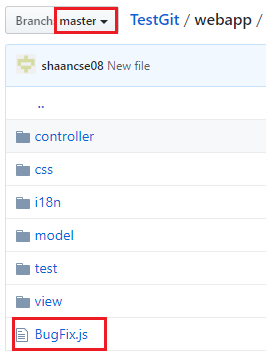 Branch: master TestGit / webapp /
shaancse08 New file
..
controller
css
i18n
model
test
view
BugFix.js